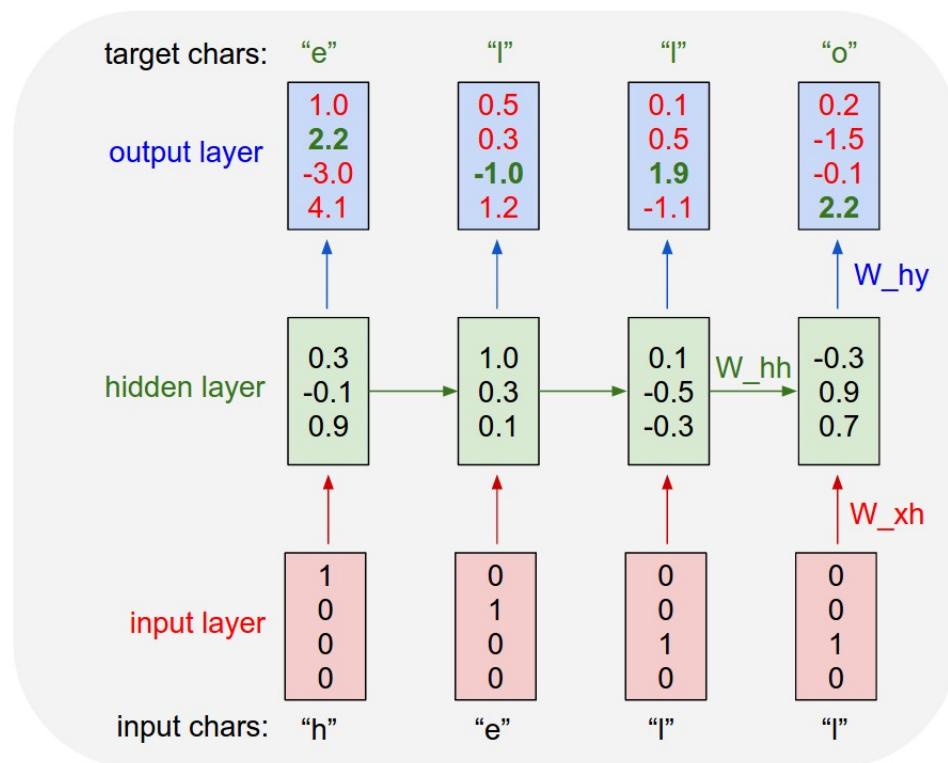 target chars: “e” “l” “l” “o”
1.0 0.5 0.1 0.2
output layer 2.2 0.3 0.5 -1.5
-3.0 -1.0 1.9 -0.1
4.1 1.2 -1.1 2.2
W_hy
0.3 1.0 0.1 W_hh -0.3
hidden layer -0.1 0.3 -0.5 0.9
0.9 0.1 -0.3 0.7
W_xh
1 0 0 0
input layer 0 1 0 0
0 0 1 1
0 0 0 0
input chars: “h” “e” “l” “l”